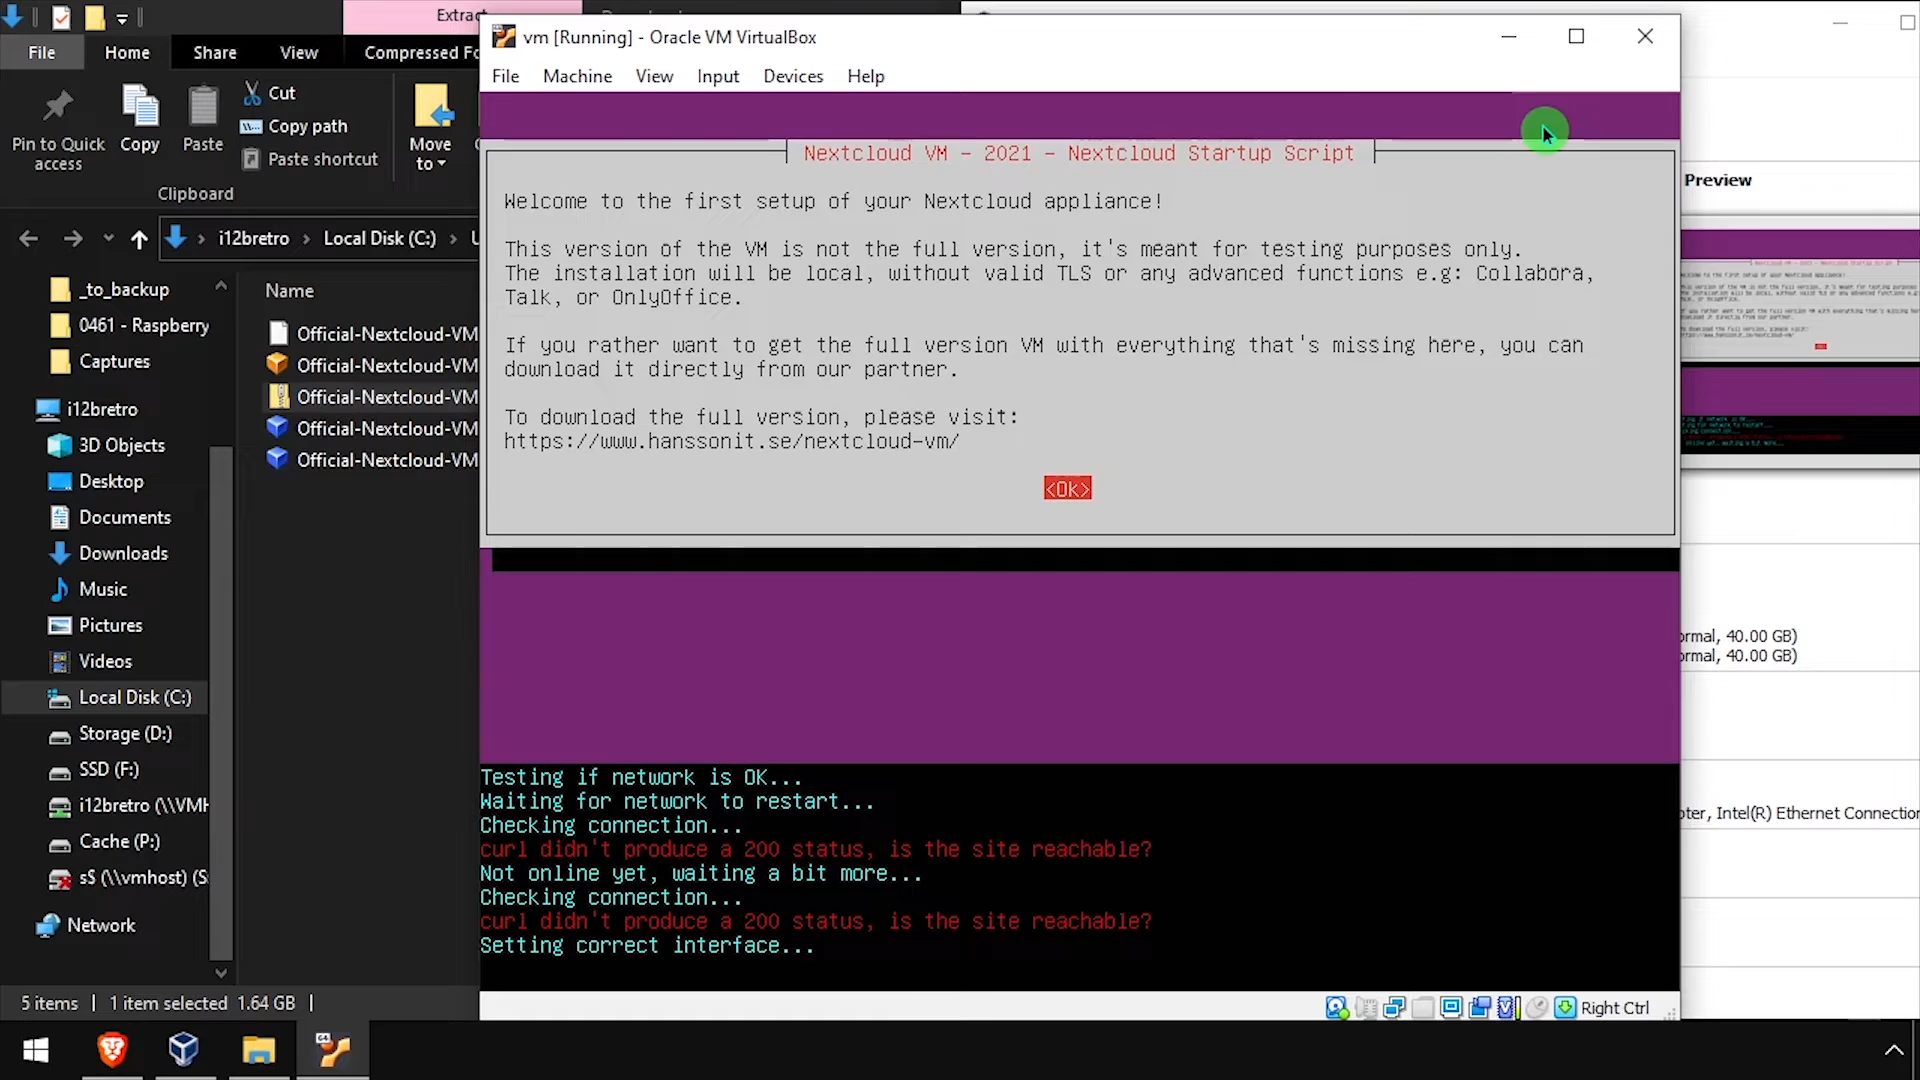 Extract
File
Home
Share
View
Compressed Fo
Pin to Quick access
Copy
Paste
Cut
Copy path
Paste shortcut
Move to
Clipboard
i12bretro > Local Disk (C:) >
_to_backup
0461 - Raspberry
Captures
i12bretro
3D Objects
Desktop
Documents
Downloads
Music
Pictures
Videos
Local Disk (C:)
Storage (D:)
SSD (F:)
i12bretro (\\VMH
Cache (P:)
s$ (\\vmhost) (S:
Network
Name
Official-Nextcloud-VM
Official-Nextcloud-VM
Official-Nextcloud-VM
Official-Nextcloud-VM
Official-Nextcloud-VM
5 items | 1 item selected 1.64 GB |
vm [Running] - Oracle VM VirtualBox
File Machine View Input Devices Help
Nextcloud VM - 2021 - Nextcloud Startup Script
Welcome to the first setup of your Nextcloud appliance!
This version of the VM is not the full version, it's meant for testing purposes only.
The installation will be local, without valid TLS or any advanced functions e.g: Collabora,
Talk, or OnlyOffice.
If you rather want to get the full version VM with everything that's missing here, you can
download it directly from our partner.
To download the full version, please visit:
https://www.hanssonit.se/nextcloud-vm/
<Ok>
Testing if network is OK...
Waiting for network to restart...
Checking connection...
curl didn't produce a 200 status, is the site reachable?
Not online yet, waiting a bit more...
Checking connection...
curl didn't produce a 200 status, is the site reachable?
Setting correct interface...
Right Ctrl
Preview
ormal, 40.00 GB)
ormal, 40.00 GB)
pter, Intel(R) Ethernet Connection